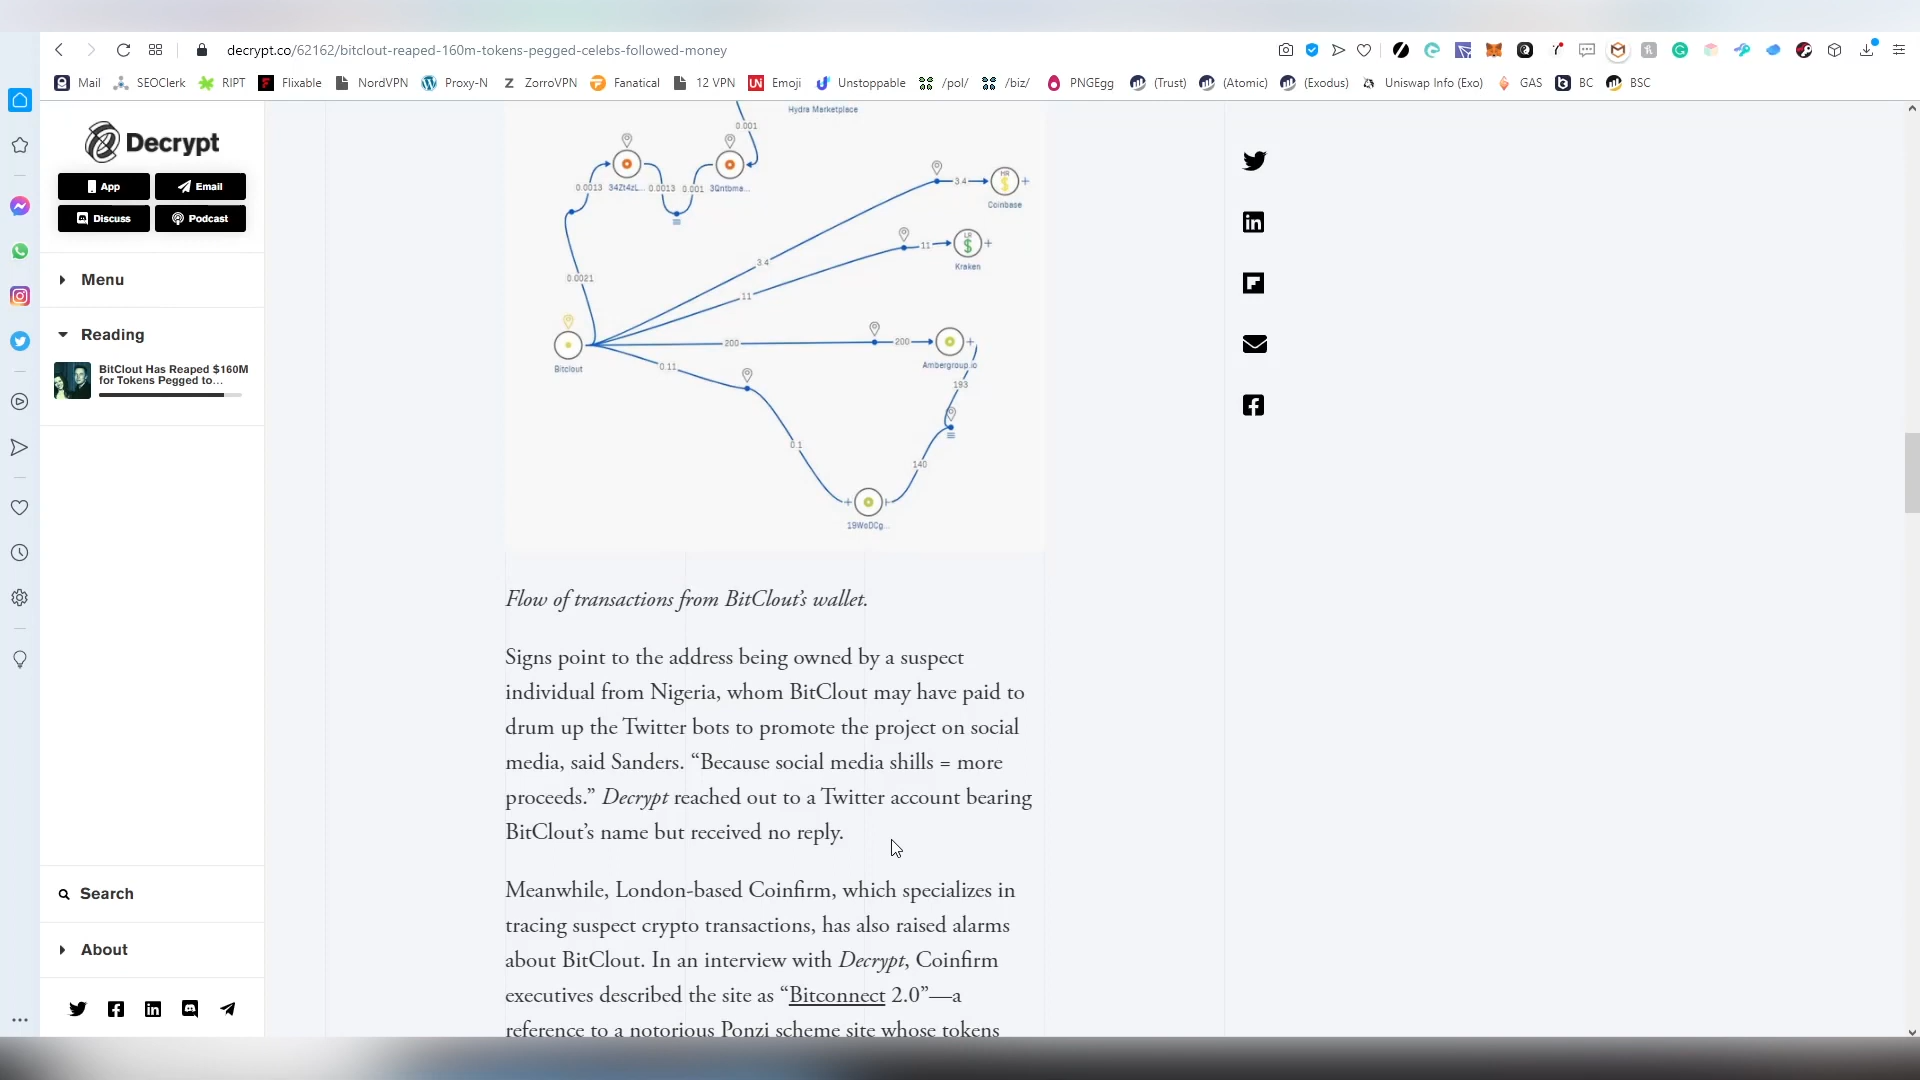 decrypt.co/62162/bitclout-reaped-160m-tokens-pegged-celebs-followed-money
Mail SEOClerk RIPT Flixable NordVPN Proxy-N ZorroVPN Fanatical 12 VPN Emoji Unstoppable /pol/ /biz/ PNGEgg (Trust) (Atomic) (Exodus) Uniswap Info (Exo) GAS BC BSC
Decrypt
App Email
Discuss Podcast
Menu
Reading
BitClout Has Reaped $160M
for Tokens Pegged to...
Search
About
Hydra Marketplace
0.001
0.0013 34Zt4zL... 0.0013 0.001 3Qntbma...
3.4
HR
Coinbase
11
LR
Kraken
3.4
0.0021
11
200
200
Bitclout
Ambergroup.io
0.11
193
0.1
140
19WoDCg...
Flow of transactions from BitClout’s wallet.
Signs point to the address being owned by a suspect
individual from Nigeria, whom BitClout may have paid to
drum up the Twitter bots to promote the project on social
media, said Sanders. “Because social media shills = more
proceeds.” Decrypt reached out to a Twitter account bearing
BitClout’s name but received no reply.
Meanwhile, London-based Coinfirm, which specializes in
tracing suspect crypto transactions, has also raised alarms
about BitClout. In an interview with Decrypt, Coinfirm
executives described the site as “Bitconnect 2.0”—a
reference to a notorious Ponzi scheme site whose tokens